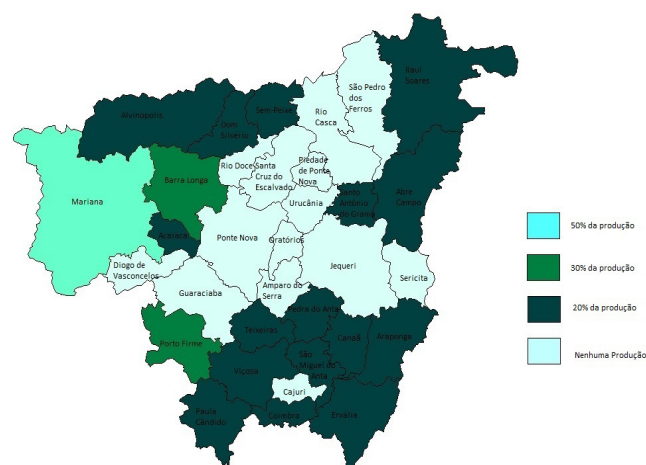 Raul
Soares
São Pedro
dos
Ferros
Alvinópolis
Sem Peixe
Rio
Casca
Dom
Silvério
Rio Doce
Santa
Cruz do
Escalvado
Piedade
de Ponte
Nova
Barra Longa
Abre
Campo
Santo
Antônio
do Grama
Urucânia
Mariana
50% da produção
Acaiaca
Ponte Nova
Oratórios
Jequeri
30% da produção
Diogo de
Vasconcelos
Sericita
Amparo do
Serra
Guaraciaba
20% da produção
Pedra do Anta
Teixeiras
Canaã
Araponga
Porto Firme
Nenhuma Produção
São
Miguel do
Anta
Viçosa
Cajuri
Paula
Cândido
Coimbra
Ervália